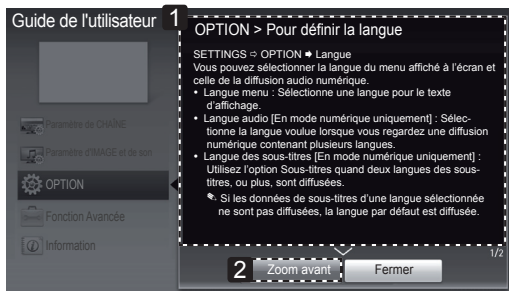 Guide de l'utilisateur
1
OPTION > Pour définir la langue
SETTINGS ⇨ OPTION ➡ Langue
Vous pouvez sélectionner la langue du menu affiché à l'écran et
celle de la diffusion audio numérique.
• Langue menu : Sélectionne une langue pour le texte
d'affichage.
• Langue audio [En mode numérique uniquement] : Sélec-
tionne la langue voulue lorsque vous regardez une diffusion
numérique contenant plusieurs langues.
• Langue des sous-titres [En mode numérique uniquement] :
Utilisez l'option Sous-titres quand deux langues des sous-
titres, ou plus, sont diffusées.
✎ Si les données de sous-titres d'une langue sélectionnée
ne sont pas diffusées, la langue par défaut est diffusée.
Paramètre de CHAÎNE
Paramètre d'IMAGE et de son
OPTION
Fonction Avancée
Information
1/2
2
Zoom avant
Fermer